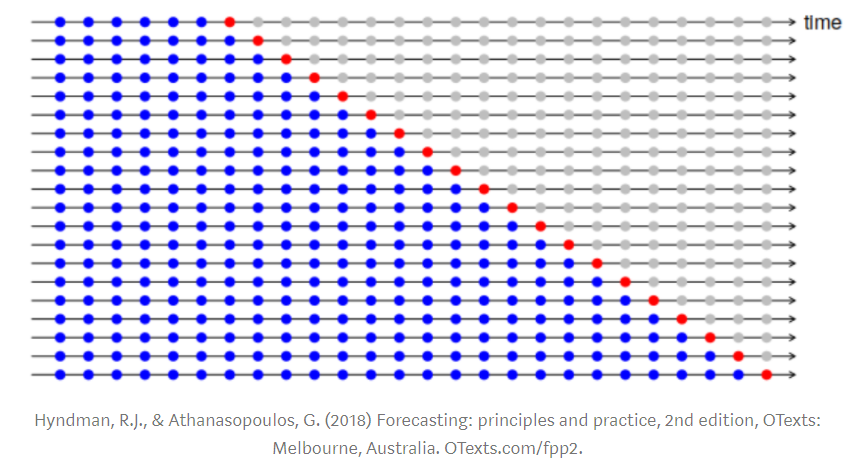 time
Hyndman, R.J., & Athanasopoulos, G. (2018) Forecasting: principles and practice, 2nd edition, OTexts:
Melbourne, Australia. OTexts.com/fpp2.